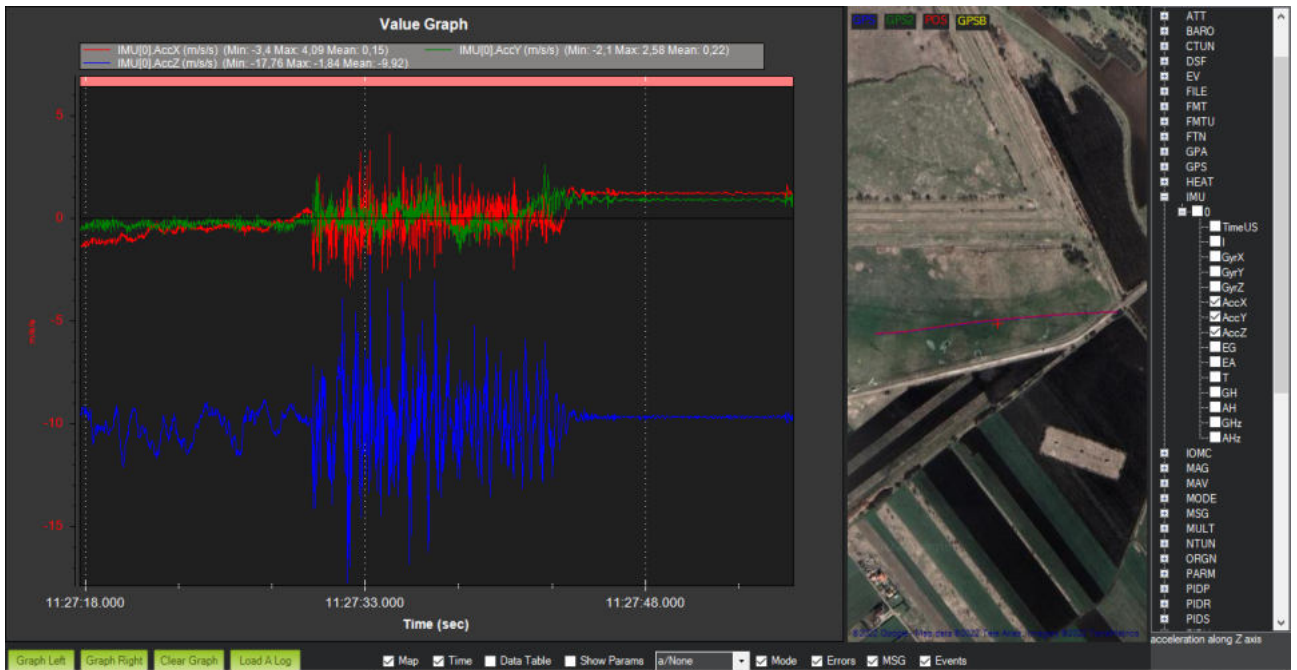 Value Graph
IMU[0].AccX (m/s/s) (Min: -3,4 Max: 4,09 Mean: 0,15)
IMU[0].AccY (m/s/s) (Min: -2,1 Max: 2,58 Mean: 0,22)
IMU[0].AccZ (m/s/s) (Min: -17,76 Max: -1,84 Mean: -9,92)
5
0
-5
-10
-15
m/s/s
11:27:18.000
11:27:33.000
11:27:48.000
Time (sec)
GPS
GPS2
POS
GPSB
ATT
BARO
CTUN
DSF
EV
FILE
FMT
FMTU
FTN
GPA
GPS
HEAT
IMU
0
TimeUS
I
GyrX
GyrY
GyrZ
AccX
AccY
AccZ
EG
EA
T
GH
AH
GHz
AHz
IOMC
MAG
MAV
MODE
MSG
MULT
NTUN
ORGN
PARM
PIDP
PIDR
PIDS
acceleration along Z axis
Graph Left
Graph Right
Clear Graph
Load A Log
Map
Time
Data Table
Show Params
a/None
Mode
Errors
MSG
Events